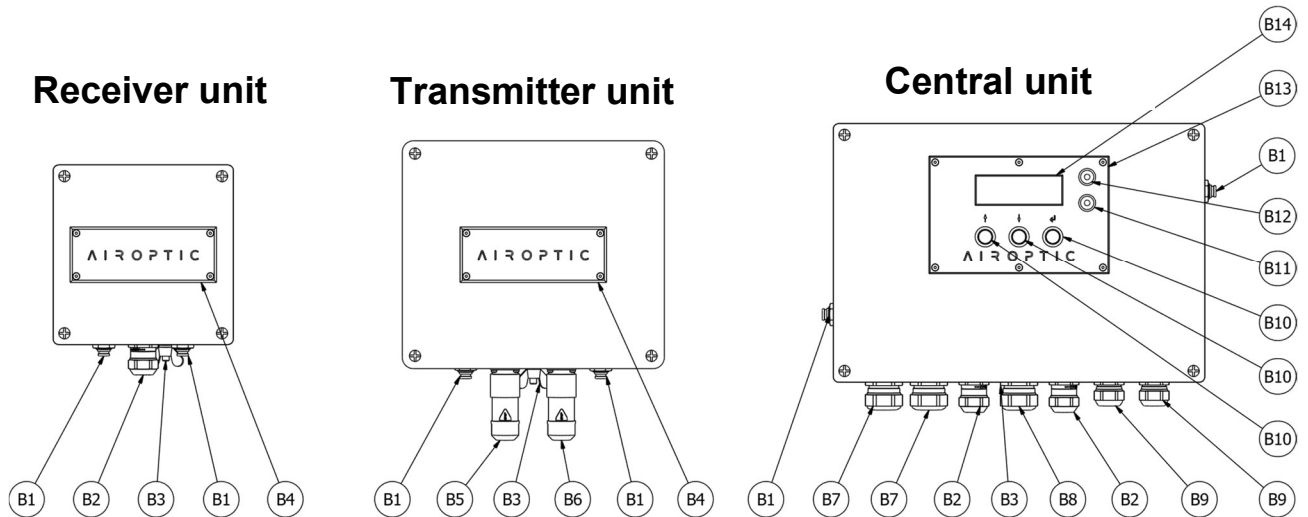 Receiver unit
Transmitter unit
Central unit
B14
B13
B1
B12
B11
B10
B10
B10
AIROPTIC
AIROPTIC
AIROPTIC
B1
B2
B3
B1
B4
B1
B5
B3
B6
B1
B4
B1
B7
B7
B2
B3
B8
B2
B9
B9